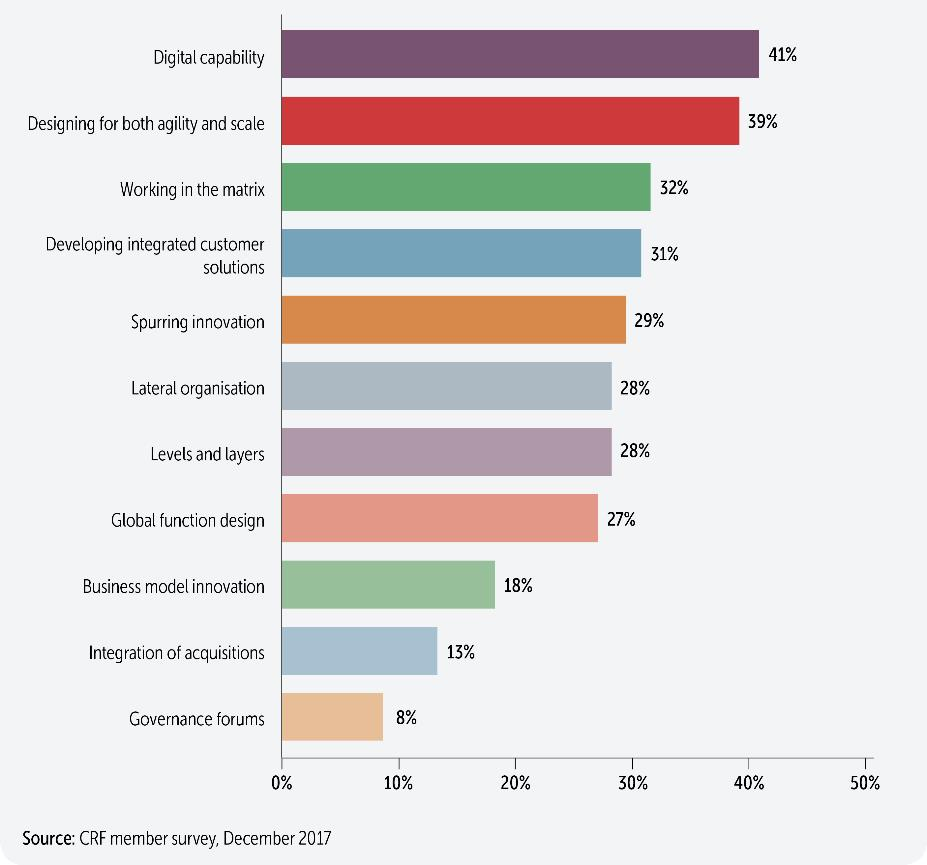 Digital capability
41%
Designing for both agility and scale
39%
Working in the matrix
32%
Developing integrated customer
solutions
31%
Spurring innovation
29%
Lateral organisation
28%
Levels and layers
28%
Global function design
27%
Business model innovation
18%
Integration of acquisitions
13%
Governance forums
8%
0% 10% 20% 30% 40% 50%
Source: CRF member survey, December 2017